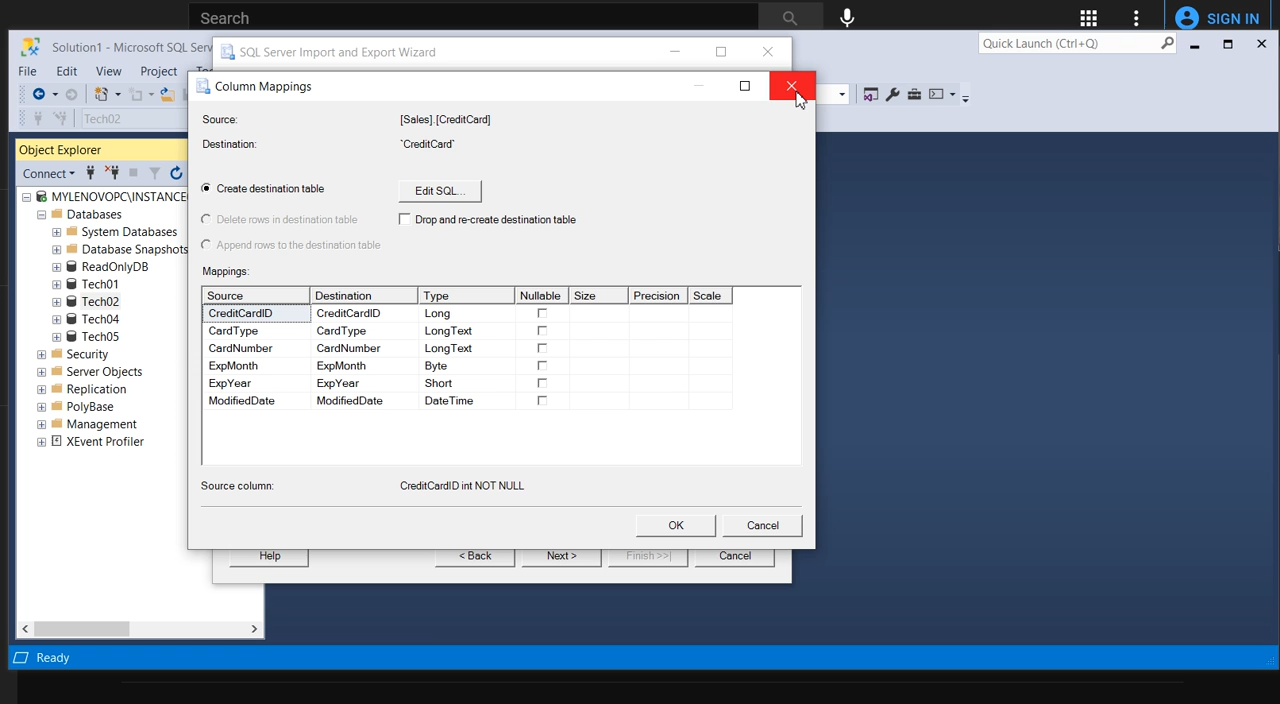 Search
SIGN IN
Solution1 - Microsoft SQL Serv
SQL Server Import and Export Wizard
Quick Launch (Ctrl+Q)
File Edit View Project
Column Mappings
Tech02
Source: [Sales].[CreditCard]
Destination: `CreditCard`
Object Explorer
Connect
Create destination table
Edit SQL...
Delete rows in destination table
Drop and re-create destination table
Append rows to the destination table
MYLENOVOPC\INSTANCE
Databases
System Databases
Database Snapshots
ReadOnlyDB
Tech01
Tech02
Tech04
Tech05
Security
Server Objects
Replication
PolyBase
Management
XEvent Profiler
Mappings:
Source Destination Type Nullable Size Precision Scale
CreditCardID CreditCardID Long
CardType CardType LongText
CardNumber CardNumber LongText
ExpMonth ExpMonth Byte
ExpYear ExpYear Short
ModifiedDate ModifiedDate DateTime
Source column: CreditCardID int NOT NULL
OK Cancel
Help < Back Next > Finish >>| Cancel
Ready